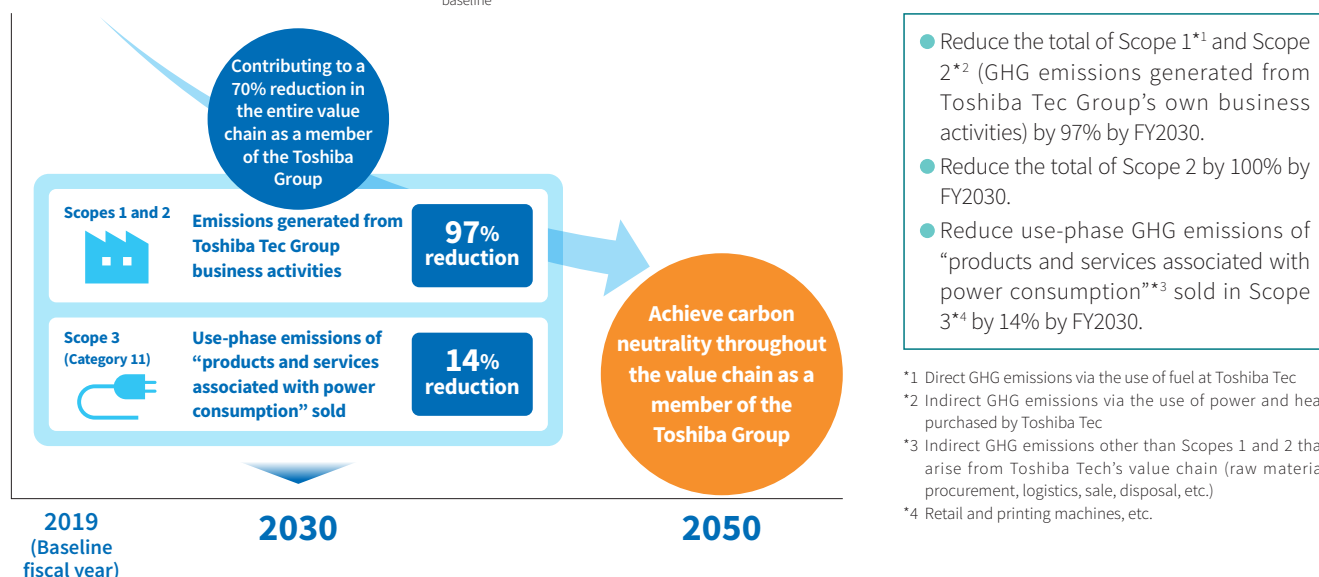 baseline
Contributing to a
70% reduction in
the entire value
chain as a member
of the Toshiba
Group
Scopes 1 and 2
Emissions generated from
Toshiba Tec Group
business activities
97%
reduction
Scope 3
(Category 11)
Use-phase emissions of
“products and services
associated with power
consumption” sold
14%
reduction
Achieve carbon
neutrality throughout
the value chain as a
member of the
Toshiba Group
2019
(Baseline
fiscal year)
2030
2050
Reduce the total of Scope 1*1 and Scope
2*2 (GHG emissions generated from
Toshiba Tec Group’s own business
activities) by 97% by FY2030.
Reduce the total of Scope 2 by 100% by
FY2030.
Reduce use-phase GHG emissions of
“products and services associated with
power consumption”*3 sold in Scope
3*4 by 14% by FY2030.
*1 Direct GHG emissions via the use of fuel at Toshiba Tec
*2 Indirect GHG emissions via the use of power and hea
purchased by Toshiba Tec
*3 Indirect GHG emissions other than Scopes 1 and 2 tha
arise from Toshiba Tech’s value chain (raw materia
procurement, logistics, sale, disposal, etc.)
*4 Retail and printing machines, etc.